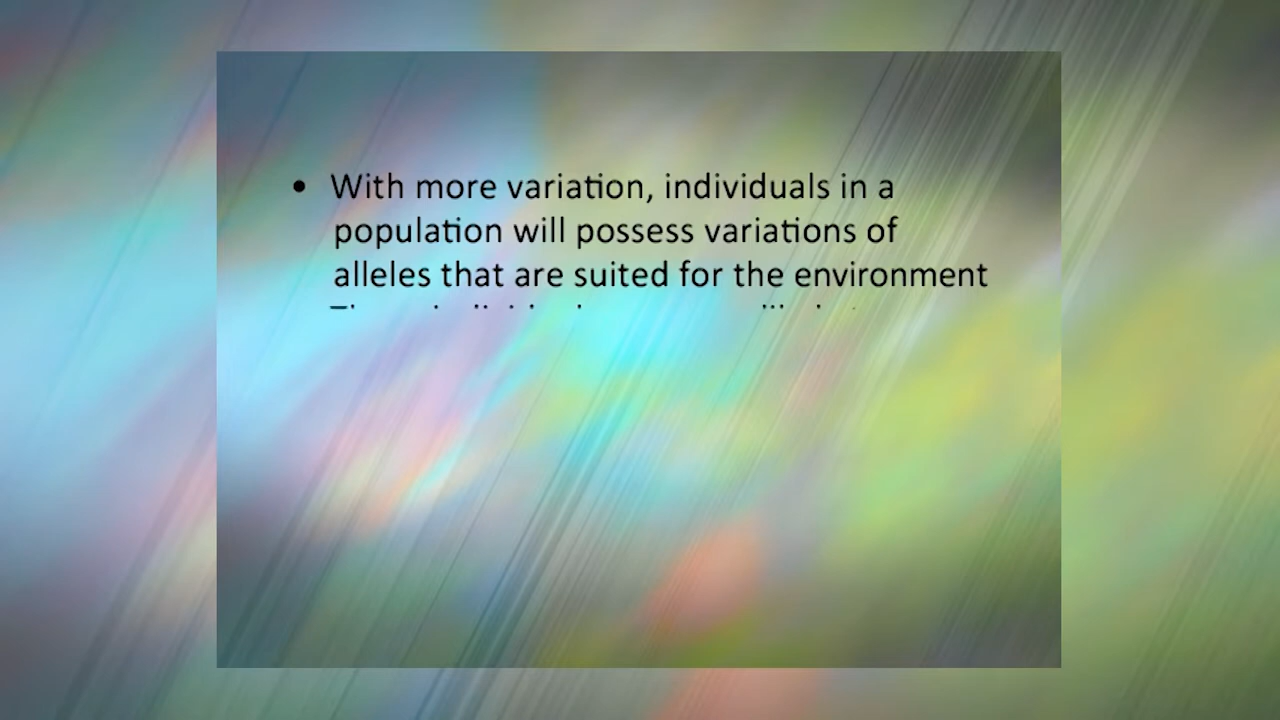 • With more variation, individuals in a
population will possess variations of
alleles that are suited for the environment